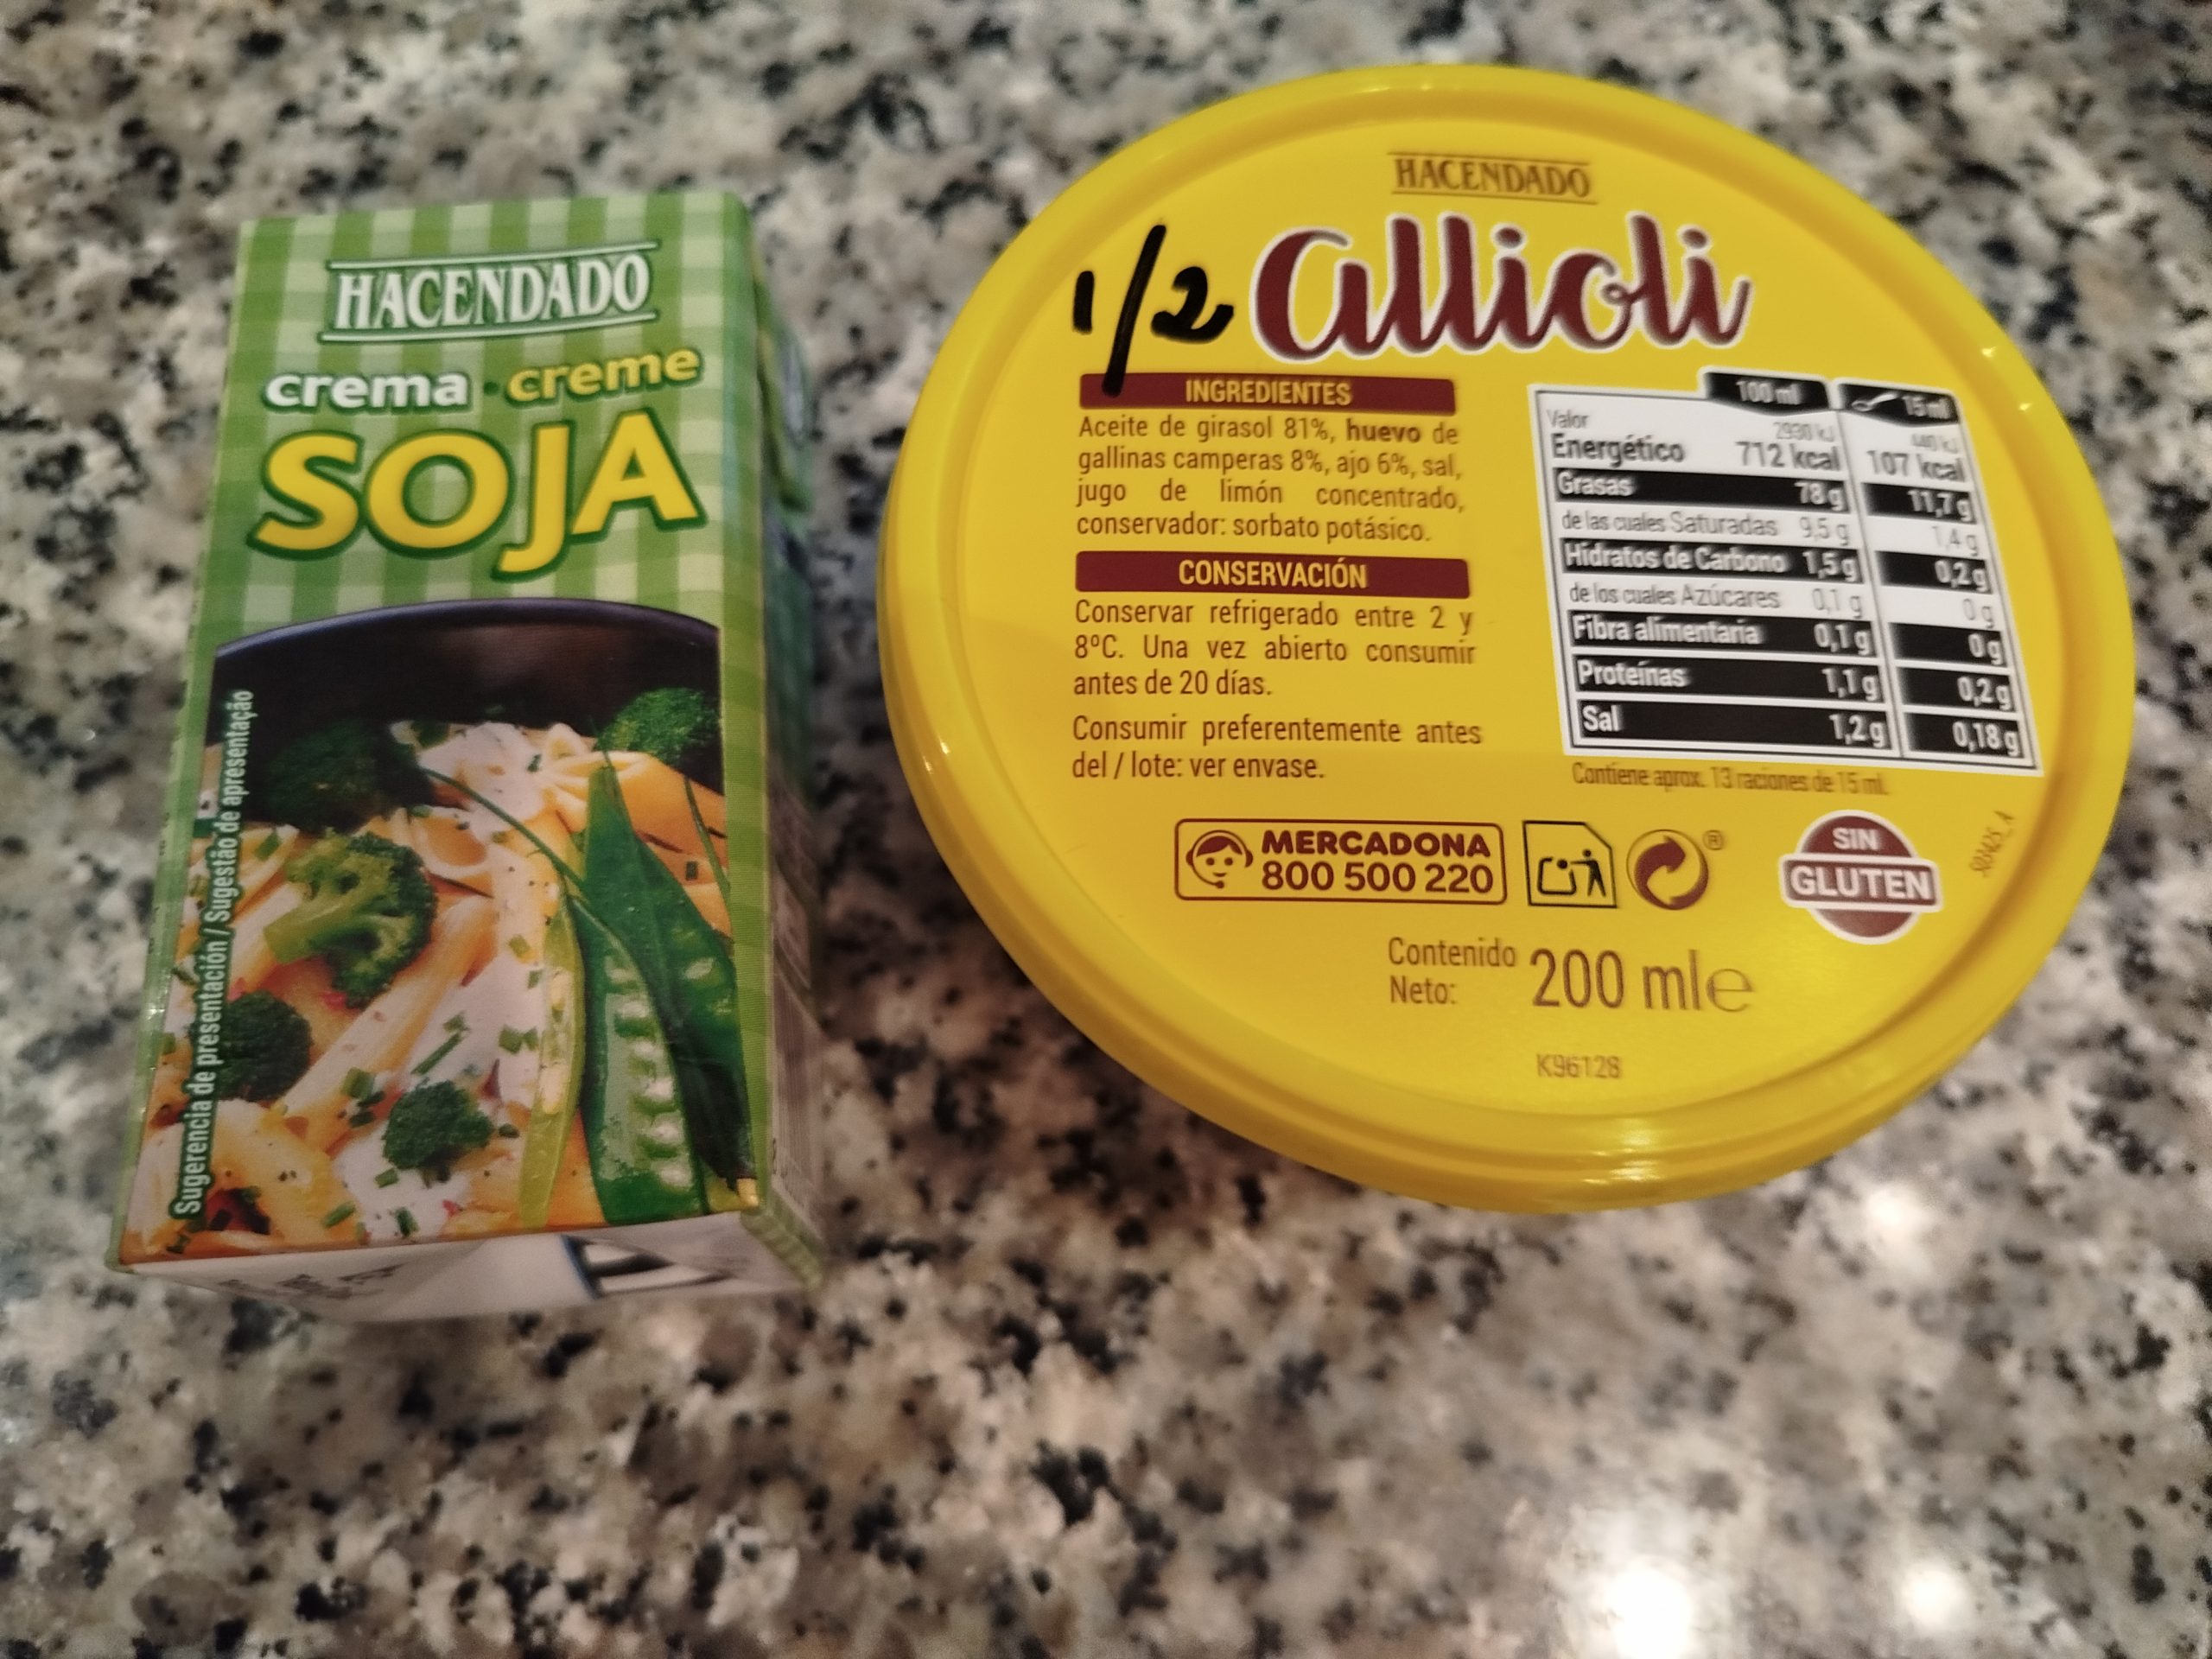 HACENDADO
crema · creme
SOJA
Sugerencia de presentación / Sugestão de apresentação
HACENDADO
1/2 allioli
INGREDIENTES
Aceite de girasol 81%, huevo de
gallinas camperas 8%, ajo 6%, sal,
jugo de limón concentrado,
conservador: sorbato potásico.
CONSERVACIÓN
Conservar refrigerado entre 2 y
8ºC. Una vez abierto consumir
antes de 20 días.
Consumir preferentemente antes
del / lote: ver envase.
100 ml 15 ml
Valor 2930 kJ 440 kJ
Energético 712 kcal 107 kcal
Grasas 78 g 11,7 g
de las cuales Saturadas 9,5 g 1,4 g
Hidratos de Carbono 1,5 g 0,2 g
de los cuales Azúcares 0,1 g 0 g
Fibra alimentaria 0,1 g 0 g
Proteínas 1,1 g 0,2 g
Sal 1,2 g 0,18 g
Contiene aprox. 13 raciones de 15 ml.
MERCADONA
800 500 220
SIN
GLUTEN
Contenido
Neto: 200 ml e
K96128